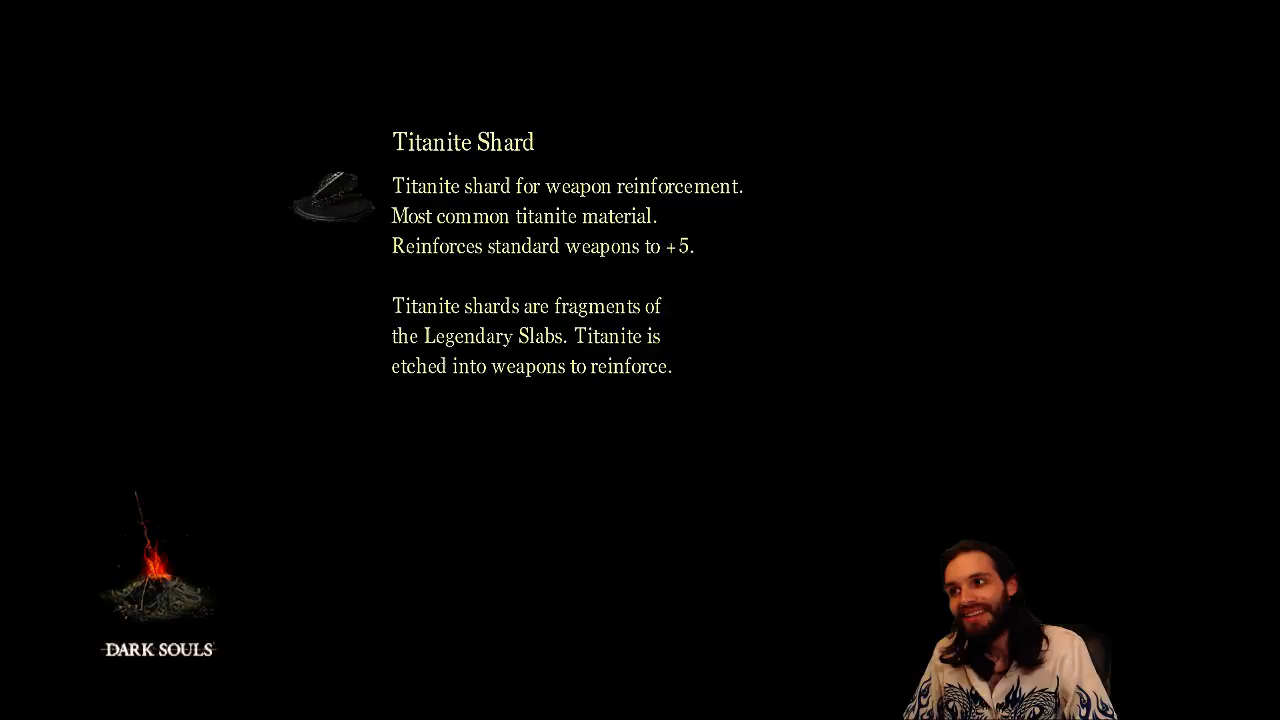 Titanite Shard
Titanite shard for weapon reinforcement.
Most common titanite material.
Reinforces standard weapons to +5.
Titanite shards are fragments of
the Legendary Slabs. Titanite is
etched into weapons to reinforce.
DARK SOULS